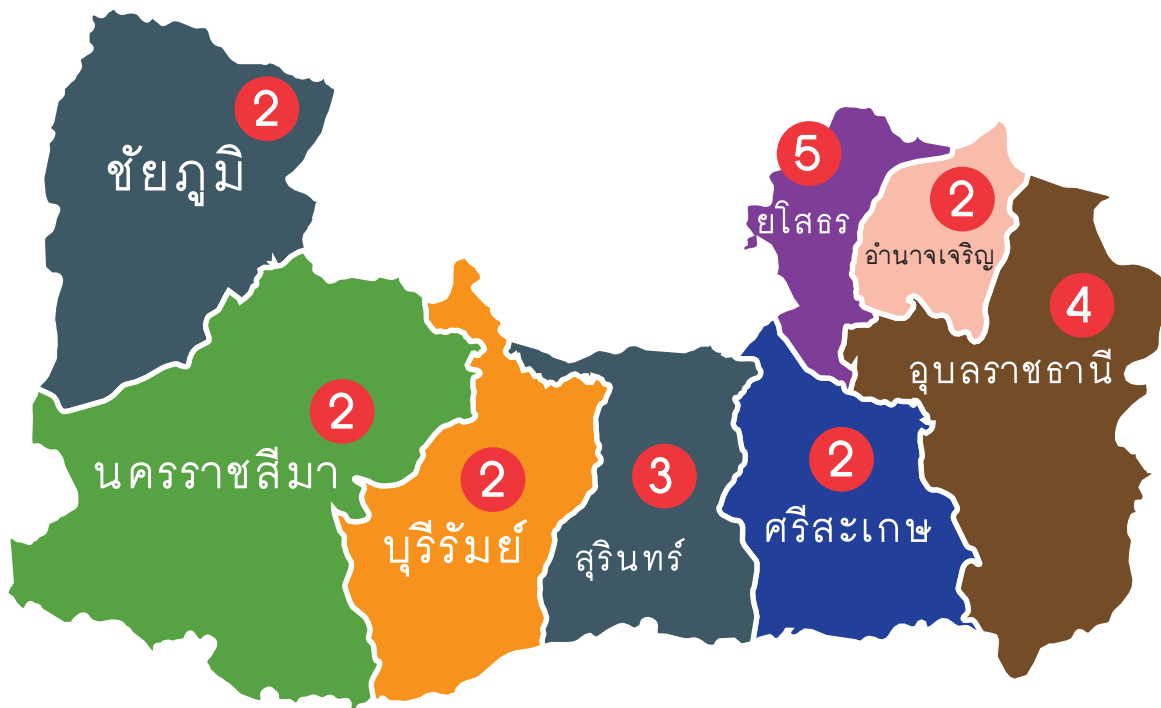 2
ชัยภูมิ
5
ยโสธร
2
อำนาจเจริญ
4
อุบลราชธานี
2
นครราชสีมา
2
บุรีรัมย์
3
สุรินทร์
2
ศรีสะเกษ